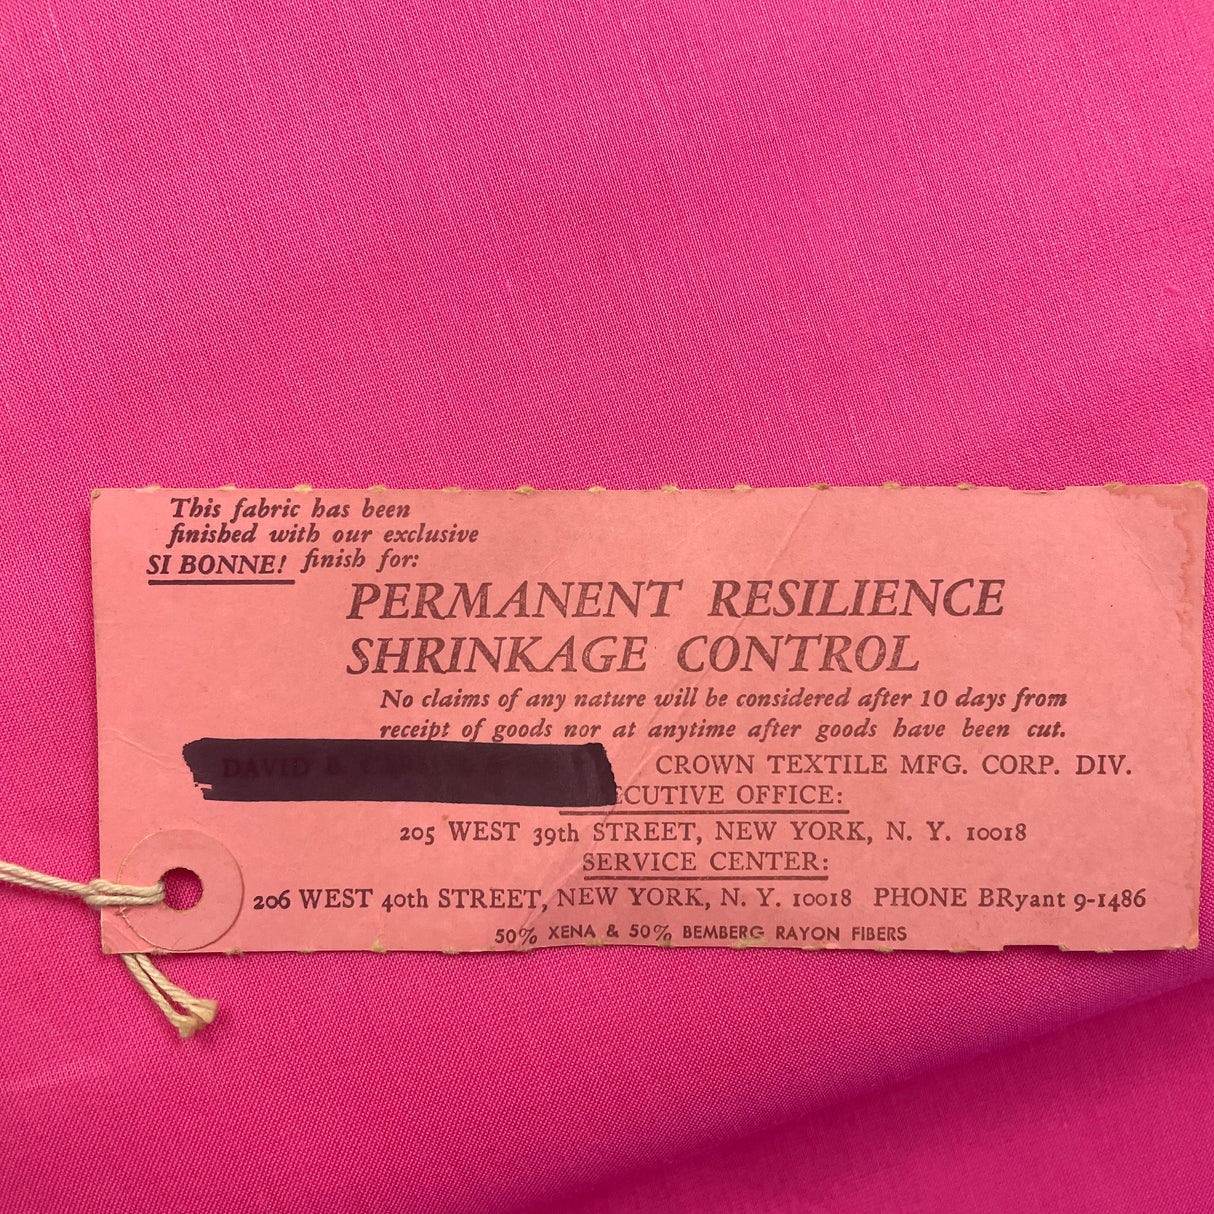 This fabric has been
finished with our exclusive
SI BONNE! finish for:
PERMANENT RESILIENCE
SHRINKAGE CONTROL
No claims of any nature will be considered after 10 days from
receipt of goods nor at anytime after goods have been cut.
DAVID CROWN TEXTILE MFG. CORP. DIV.
ECUTIVE OFFICE:
205 WEST 39th STREET, NEW YORK, N. Y. 10018
SERVICE CENTER:
206 WEST 40th STREET, NEW YORK, N. Y. 10018 PHONE BRyant 9-1486
50% XENA & 50% BEMBERG RAYON FIBERS